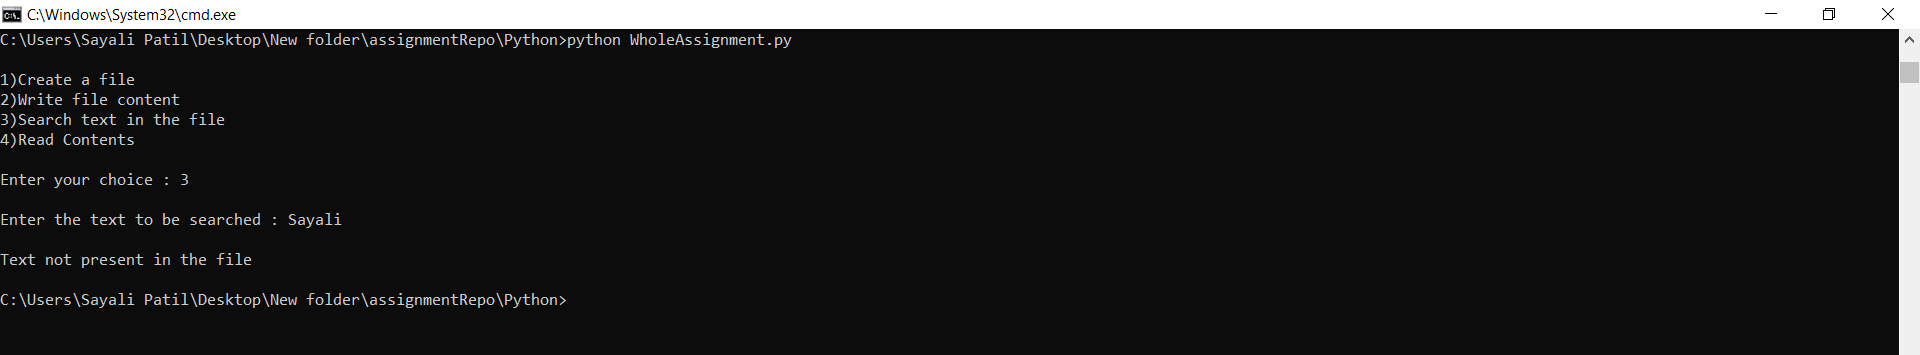 C:\Windows\System32\cmd.exe
C:\Users\Sayali Patil\Desktop\New folder\assignmentRepo\Python>python WholeAssignment.py
1)Create a file
2)Write file content
3)Search text in the file
4)Read Contents
Enter your choice : 3
Enter the text to be searched : Sayali
Text not present in the file
C:\Users\Sayali Patil\Desktop\New folder\assignmentRepo\Python>